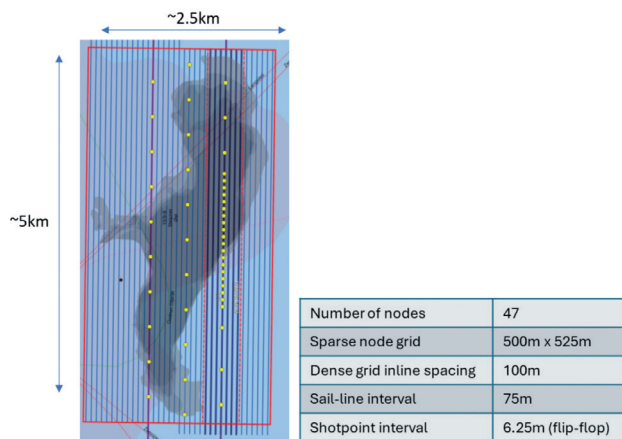 ~2.5km
~5km
Number of nodes 47
Sparse node grid 500m x 525m
Dense grid inline spacing 100m
Sail-line interval 75m
Shotpoint interval 6.25m (flip-flop)